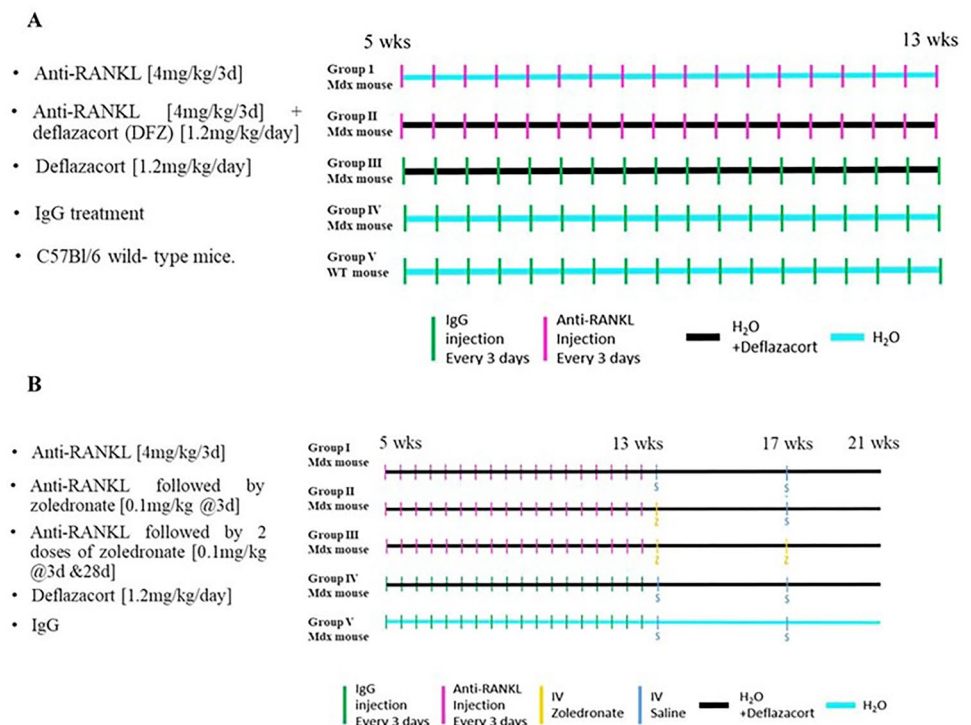 A
5 wks
13 wks
• Anti-RANKL [4mg/kg/3d]
• Anti-RANKL [4mg/kg/3d] +
deflazacort (DFZ) [1.2mg/kg/day]
• Deflazacort [1.2mg/kg/day]
• IgG treatment
• C57Bl/6 wild- type mice.
Group 1
Mdx mouse
Group II
Mdx mouse
Group III
Mdx mouse
Group IV
Mdx mouse
Group V
WT mouse
IgG
injection
Every 3 days
Anti-RANKL
Injection
Every 3 days
H₂O
+Deflazacort
H₂O
B
• Anti-RANKL [4mg/kg/3d]
• Anti-RANKL followed by
zoledronate [0.1mg/kg @3d]
• Anti-RANKL followed by 2
doses of zoledronate [0.1mg/kg
@3d &28d]
• Deflazacort [1.2mg/kg/day]
• IgG
5 wks
13 wks
17 wks
21 wks
Group I
Mdx mouse
S
S
Group II
Mdx mouse
Z
S
Group III
Mdx mouse
Z
Z
Group IV
Mdx mouse
S
S
Group V
Mdx mouse
S
S
IgG
injection
Every 3 days
Anti-RANKL
Injection
Every 3 days
IV
Zoledronate
IV
Saline
H₂O
+Deflazacort
H₂O